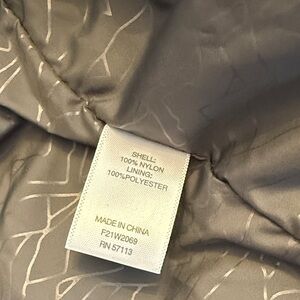 SHELL:
100% NYLON
LINING:
100%POLYESTER
MADE IN CHINA
F21W2069
RN 57113